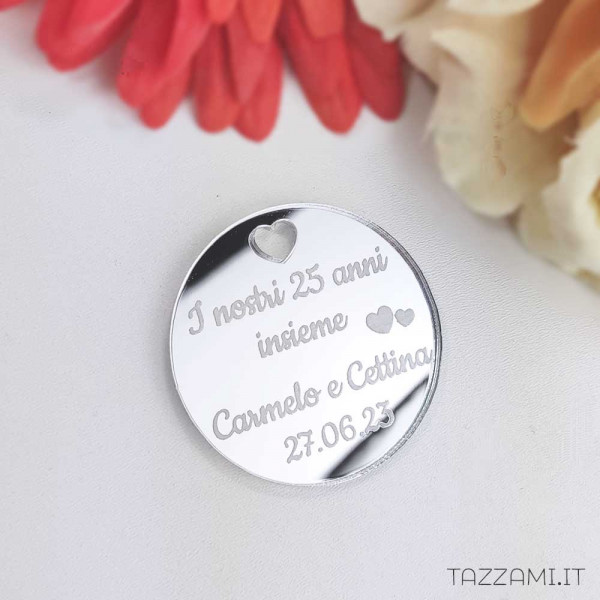 I nostri 25 anni
insieme
Carmelo e Cettina
27.06.23
TAZZAMI.IT